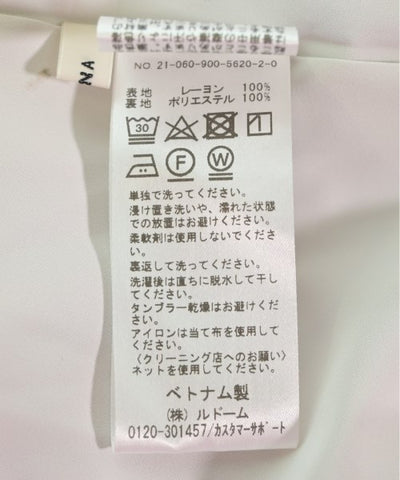 NO. 21-060-900-5620-2-0
表地 レーヨン 100%
裏地 ポリエステル 100%
30
F W
単独で洗ってください。
浸け置き洗いや、濡れた状態
での放置はお避けください。
柔軟剤は使用しないでくださ
い。
裏返して洗ってください。
洗濯後は直ちに脱水して干し
てください。
タンブラー乾燥はお避けくだ
さい。
アイロンは当て布を使用して
ください。
〈クリーニング店へのお願い〉
ネットを使用してください。
ベトナム製
(株) ルドーム
0120-301457/カスタマーサポート
NA